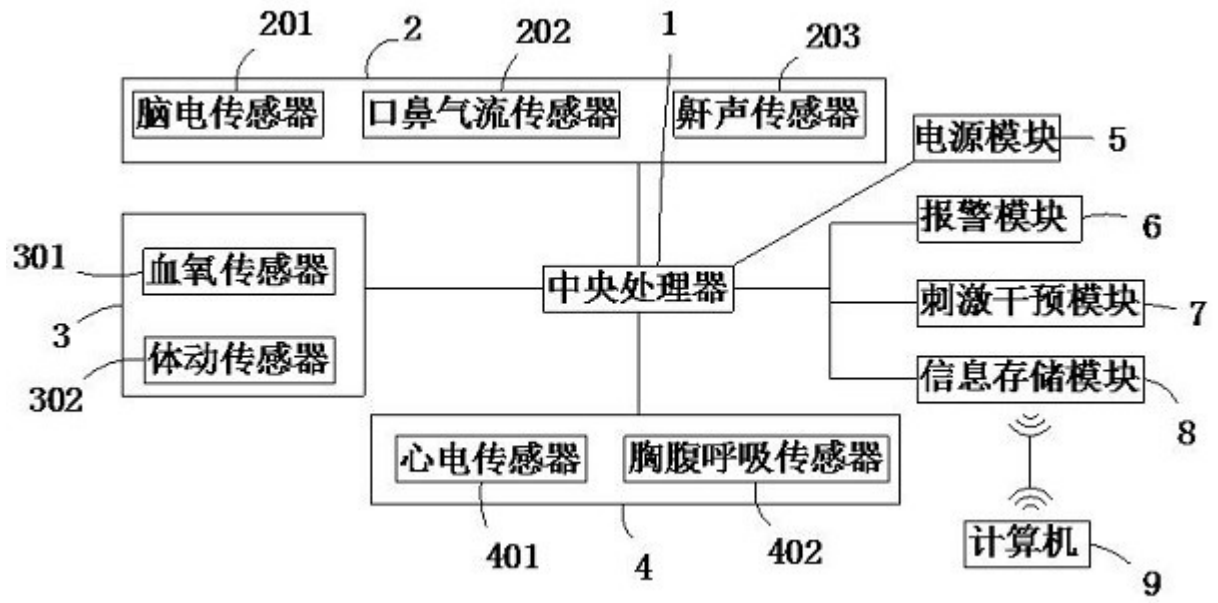 201
2
202
1
203
脑电传感器
口鼻气流传感器
鼾声传感器
电源模块
5
报警模块
6
301
血氧传感器
中央处理器
刺激干预模块
7
3
302
体动传感器
信息存储模块
8
心电传感器
胸腹呼吸传感器
401
4
402
计算机
9